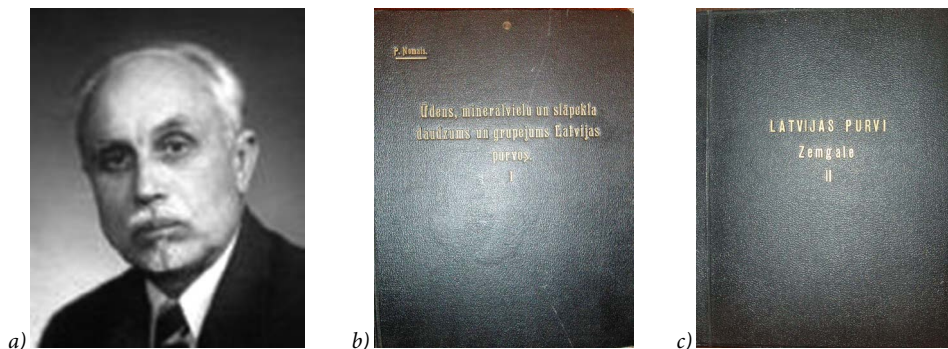 a)
b)
P. Nomals.
Ūdens, minerālvielu un slāpekļa
daudzums un grupējums Latvijas
purvos.
I
c)
LATVIJAS PURVI
Zemgale
II